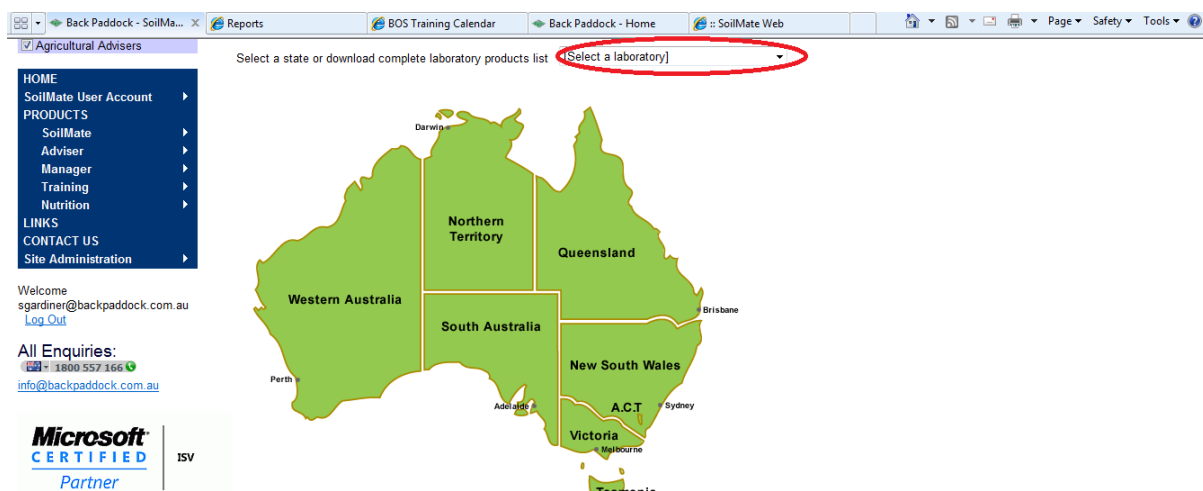 Back Paddock - SoilMa...
Reports
BOS Training Calendar
Back Paddock - Home
:: SoilMate Web
Page
Safety
Tools
Agricultural Advisers
Select a state or download complete laboratory products list
[Select a laboratory]
HOME
SoilMate User Account
PRODUCTS
SoilMate
Adviser
Manager
Training
Nutrition
LINKS
CONTACT US
Site Administration
Welcome
sgardiner@backpaddock.com.au
Log Out
All Enquiries:
1800 557 166
info@backpaddock.com.au
Microsoft
CERTIFIED
Partner
ISV
Darwin
Northern
Territory
Queensland
Western Australia
South Australia
Brisbane
New South Wales
Perth
Adelaide
A.C.T
Sydney
Victoria
Melbourne
Tasmania